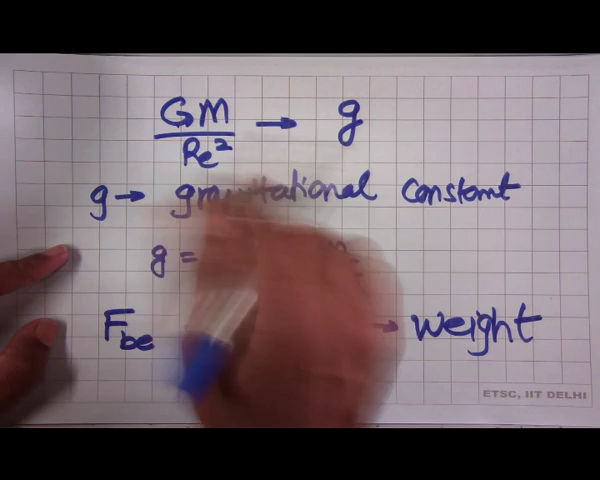 GM
Re² → g
g → gravitational constant
g =
Fbe → weight
ETSC, IIT DELHI